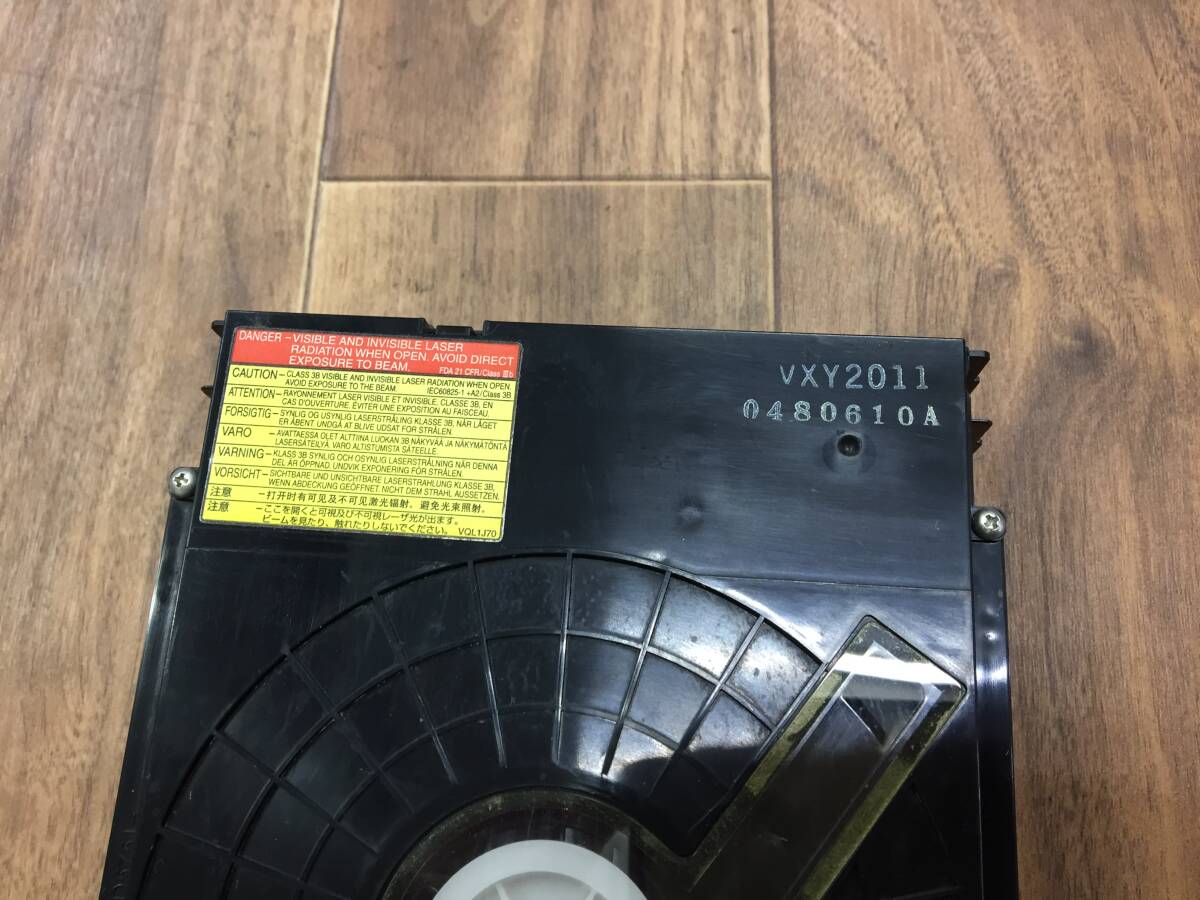 DANGER – VISIBLE AND INVISIBLE LASER
RADIATION WHEN OPEN. AVOID DIRECT
EXPOSURE TO BEAM.
FDA 21 CFR/Class IIIb
CAUTION – CLASS 3B VISIBLE AND INVISIBLE LASER RADIATION WHEN OPEN
AVOID EXPOSURE TO THE BEAM. IEC60825-1 +A2/Class 3B
ATTENTION – RAYONNEMENT LASER VISIBLE ET INVISIBLE, CLASSE 3B, EN
CAS D'OUVERTURE. ÉVITER UNE EXPOSITION AU FAISCEAU.
FORSIGTIG – SYNLIG OG USYNLIG LASERSTRÅLING KLASSE 3B, NÅR LÅGET
ER ÅBENT. UNDGÅ AT BLIVE UDSAT FOR STRÅLEN.
VARO – AVATTAESSA OLET ALTTIINA LUOKAN 3B NÄKYVÄÄ JA NÄKYMÄTÖNTÄ
LASERSÄTEILYÄ. VARO ALTISTUMISTA SÄTEELLE.
VARNING – KLASS 3B SYNLIG OCH OSYNLIG LASERSTRÅLNING NÄR DENNA
DEL ÄR ÖPPNAD. UNDVIK EXPONERING FÖR STRÅLEN.
VORSICHT – SICHTBARE UND UNSICHTBARE LASERSTRAHLUNG KLASSE 3B,
WENN ABDECKUNG GEÖFFNET. NICHT DEM STRAHL AUSSETZEN.
注意 – 打开时有可见及不可见激光辐射。避免光束照射。
注意 – ここを開くと可視及び不可視レーザ光が出ます。
ビームを見たり、触れたりしないでください。 VQL1J70
VXY2011
0480610A